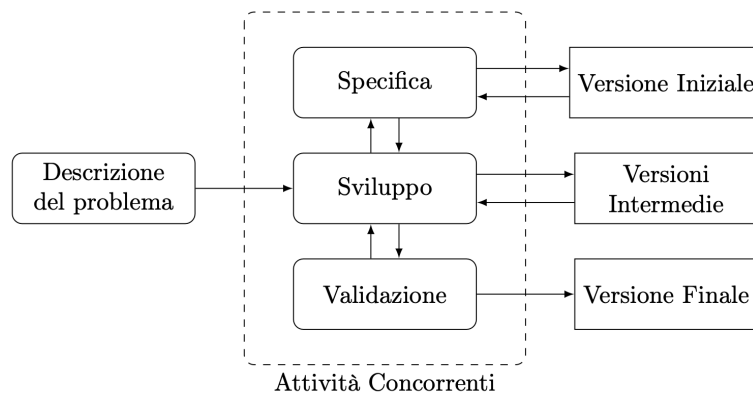 Specifica
Versione Iniziale
Descrizione
del problema
Sviluppo
Versioni
Intermedie
Validazione
Versione Finale
Attività Concorrenti